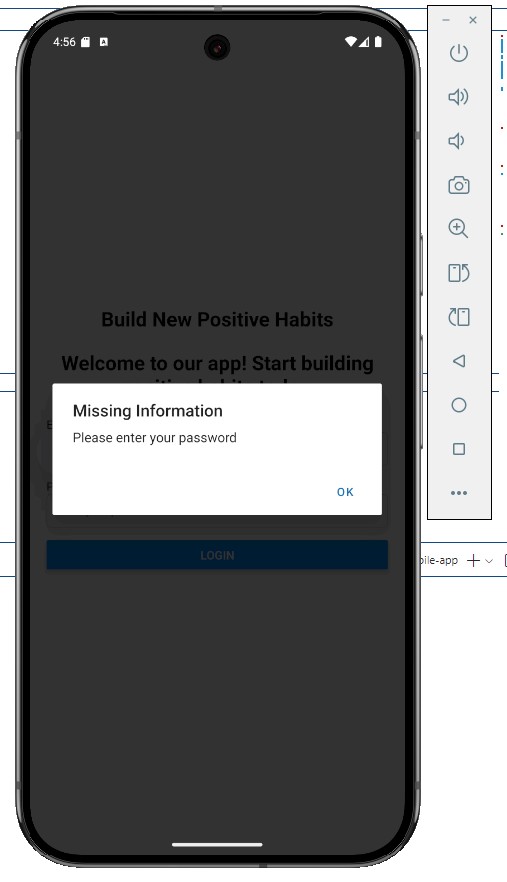 4:56
Build New Positive Habits
Welcome to our app! Start building
Missing Information
Please enter your password
OK
LOGIN
bile-app